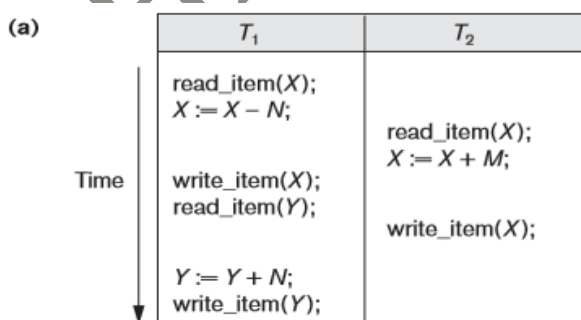 (a)
T1 T2
read_item(X);
X := X – N;
read_item(X);
X := X + M;
Time
write_item(X);
read_item(Y);
write_item(X);
Y := Y + N;
write_item(Y);